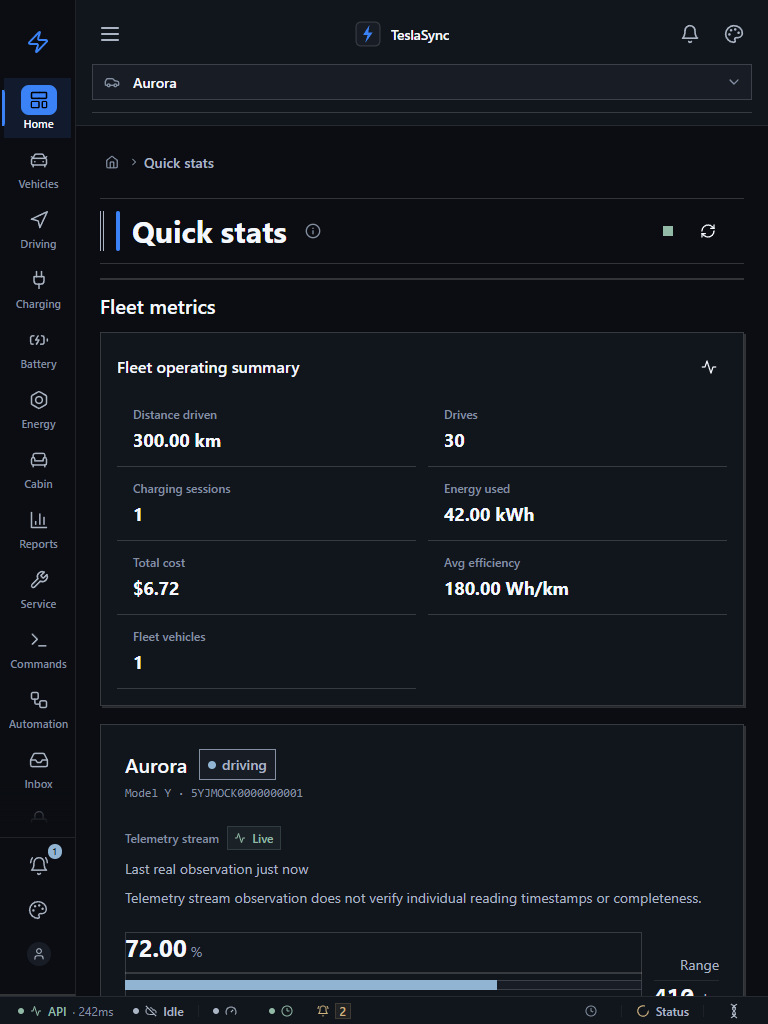 TeslaSync
Aurora
Home
Vehicles
Driving
Charging
Battery
Energy
Cabin
Reports
Service
Commands
Automation
Inbox
1
Quick stats
Quick stats
Fleet metrics
Fleet operating summary
Distance driven
300.00 km
Drives
30
Charging sessions
1
Energy used
42.00 kWh
Total cost
$6.72
Avg efficiency
180.00 Wh/km
Fleet vehicles
1
Aurora driving
Model Y · 5YJMOCK0000000001
Telemetry stream Live
Last real observation just now
Telemetry stream observation does not verify individual reading timestamps or completeness.
72.00 %
Range
API · 242ms Idle 2 Status